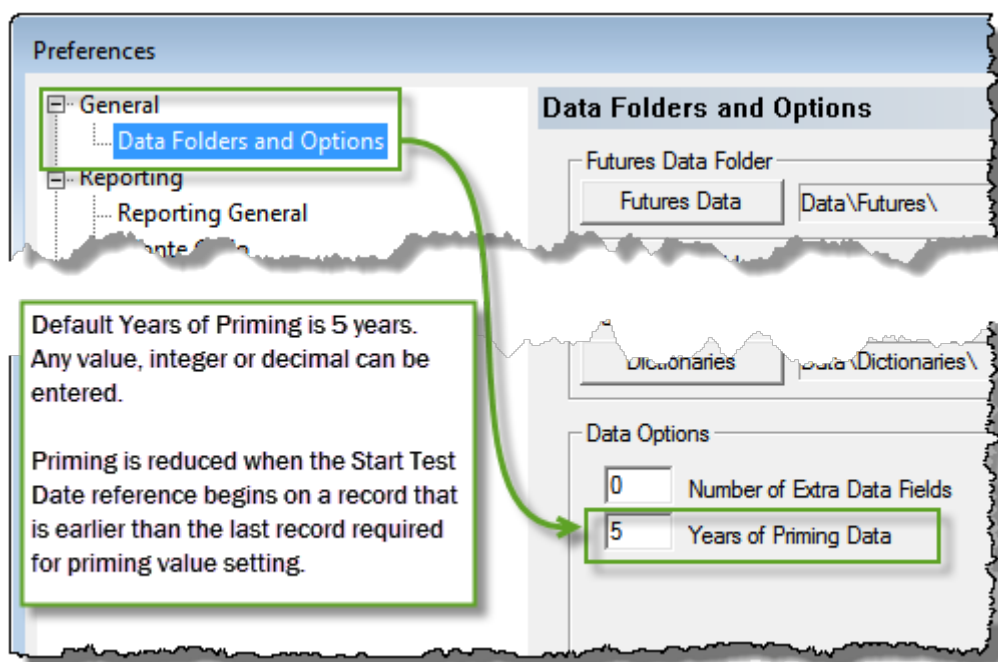 Preferences
General
Data Folders and Options
Reporting
Reporting General
Data Folders and Options
Futures Data Folder
Futures Data
Data\Futures\
Default Years of Priming is 5 years.
Any value, integer or decimal can be
entered.
Priming is reduced when the Start Test
Date reference begins on a record that
is earlier than the last record required
for priming value setting.
Dictionaries
Data\Dictionaries\
Data Options
0 Number of Extra Data Fields
5 Years of Priming Data